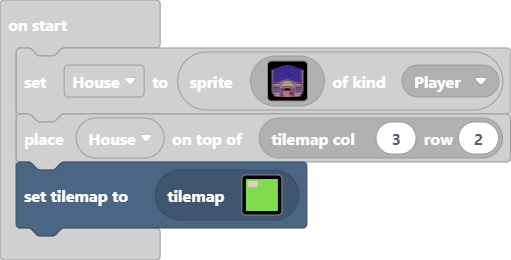 on start
set House to sprite of kind Player
place House on top of tilemap col 3 row 2
set tilemap to tilemap